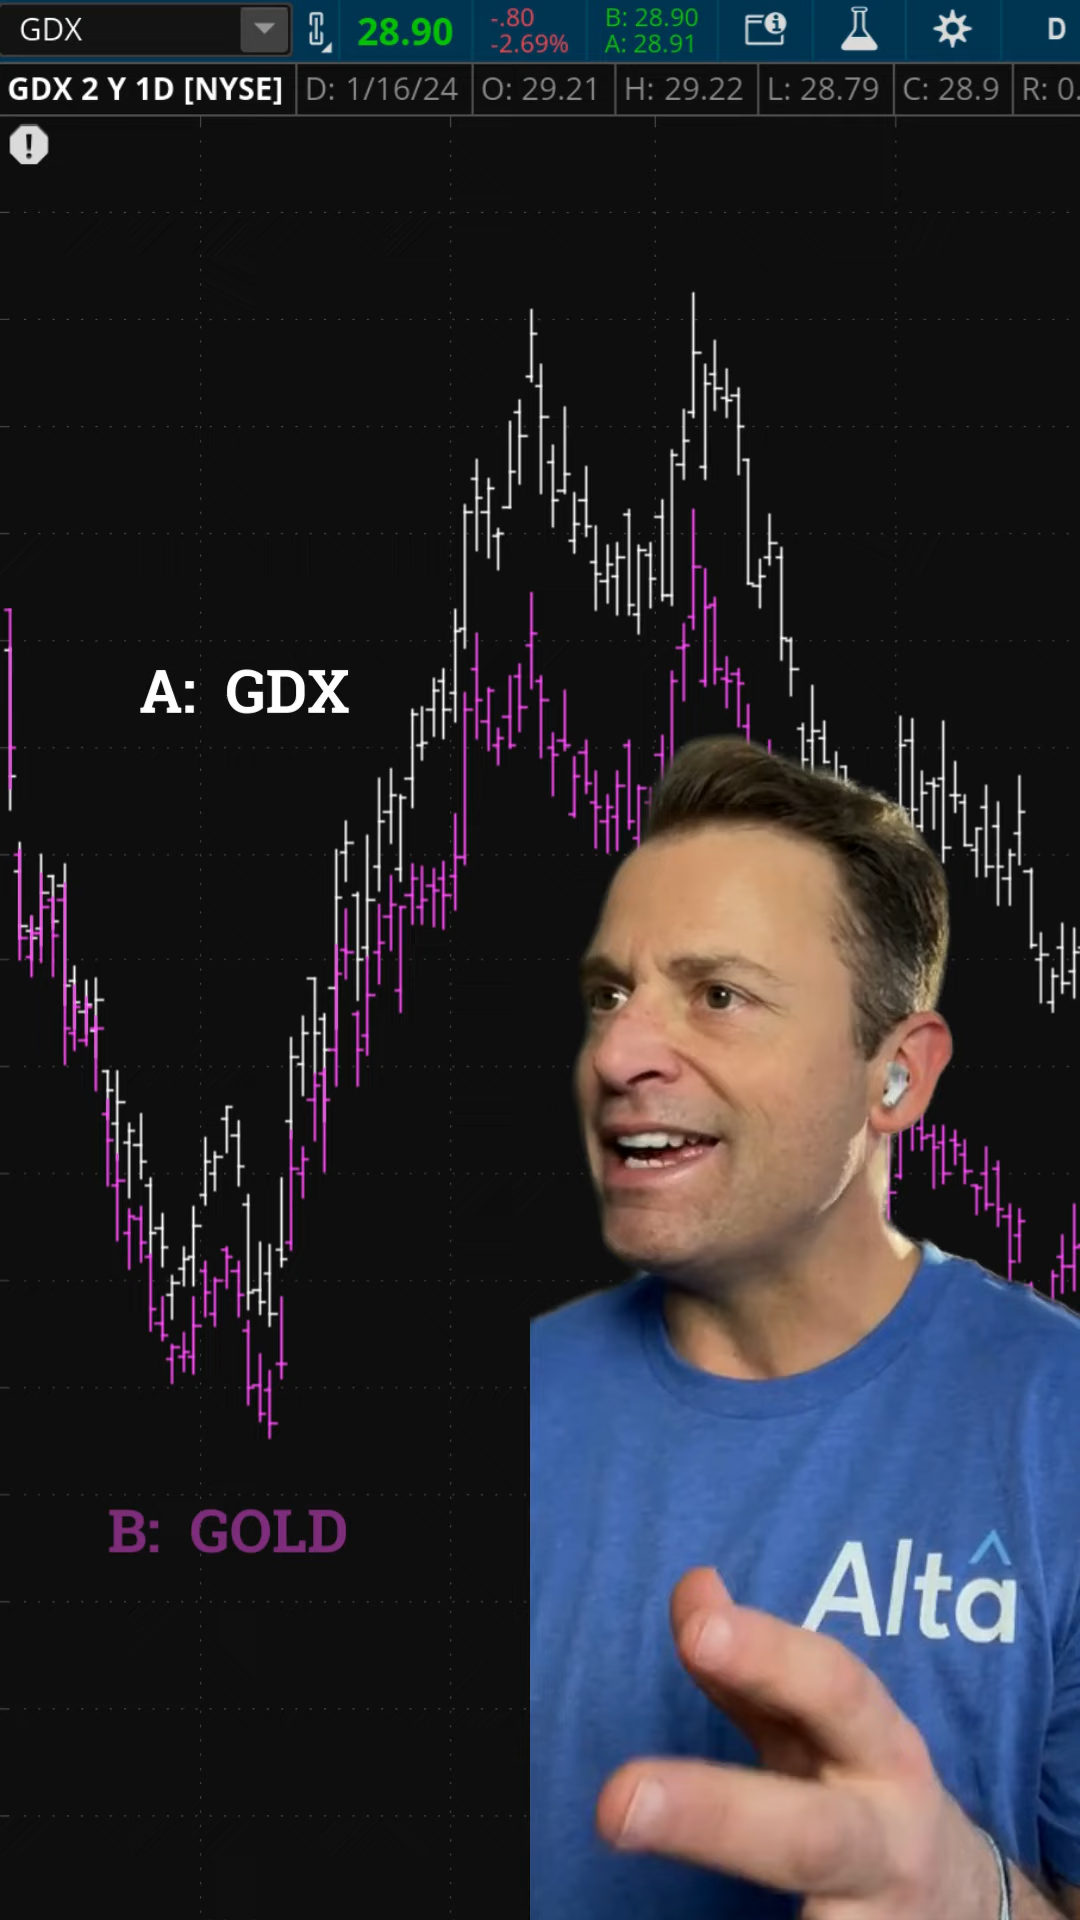 GDX 28.90 -.80 B: 28.90 D
-2.69% A: 28.91
GDX 2 Y 1D [NYSE] D: 1/16/24 O: 29.21 H: 29.22 L: 28.79 C: 28.9 R: 0.
A: GDX
B: GOLD
Alta